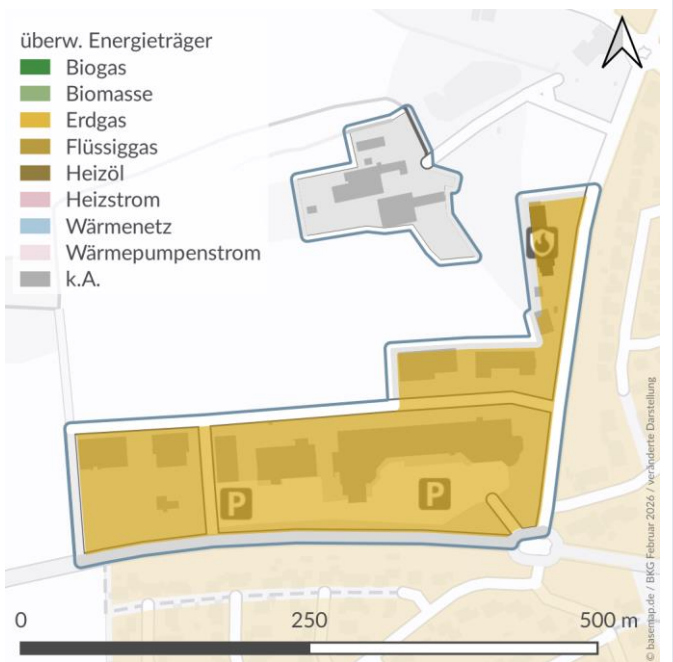 überw. Energieträger
Biogas
Biomasse
Erdgas
Flüssiggas
Heizöl
Heizstrom
Wärmenetz
Wärmepumpenstrom
k.A.
P
P
0 250 500 m
© basemap.de / BKG Februar 2026 / veränderte Darstellung